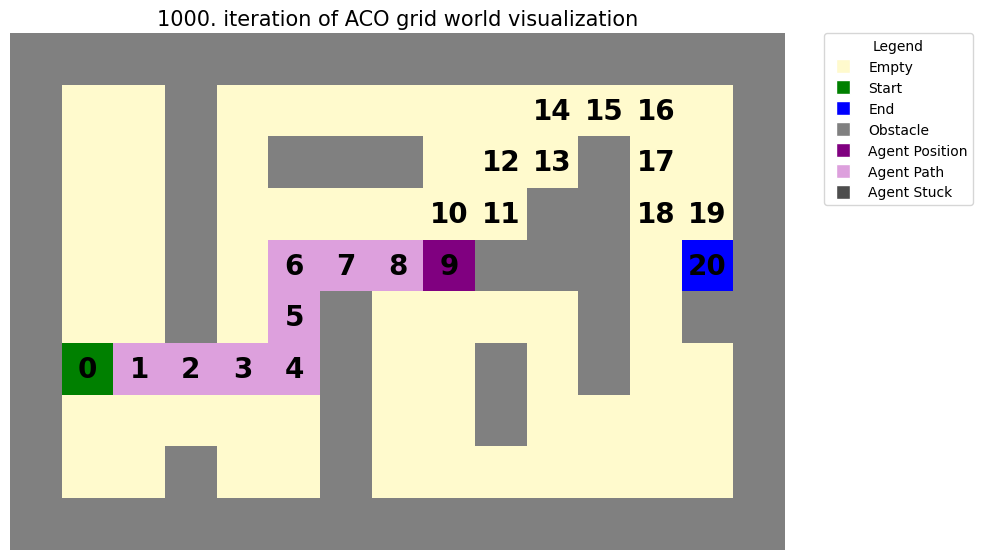 1000. iteration of ACO grid world visualization
Legend
Empty
Start
End
Obstacle
Agent Position
Agent Path
Agent Stuck
14 15 16
12 13 17
10 11 18 19
6 7 8 9 20
5
0 1 2 3 4